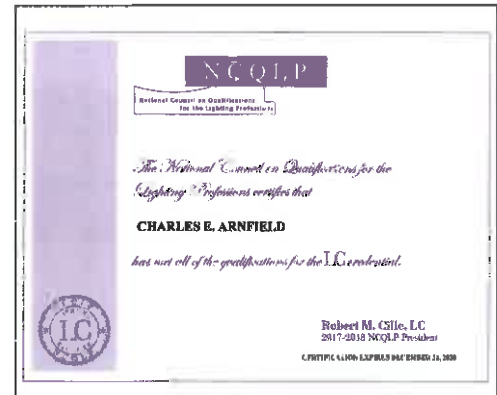 NCQLP
National Council on Qualifications
for the Lighting Professions
The National Council on Qualifications for the
Lighting Professions certifies that
CHARLES E. ARNFIELD
has met all of the qualifications for the LC credential.
LC
Robert M. Cilic, LC
2017-2018 NCQLP President
CERTIFICATION EXPIRES DECEMBER 2020